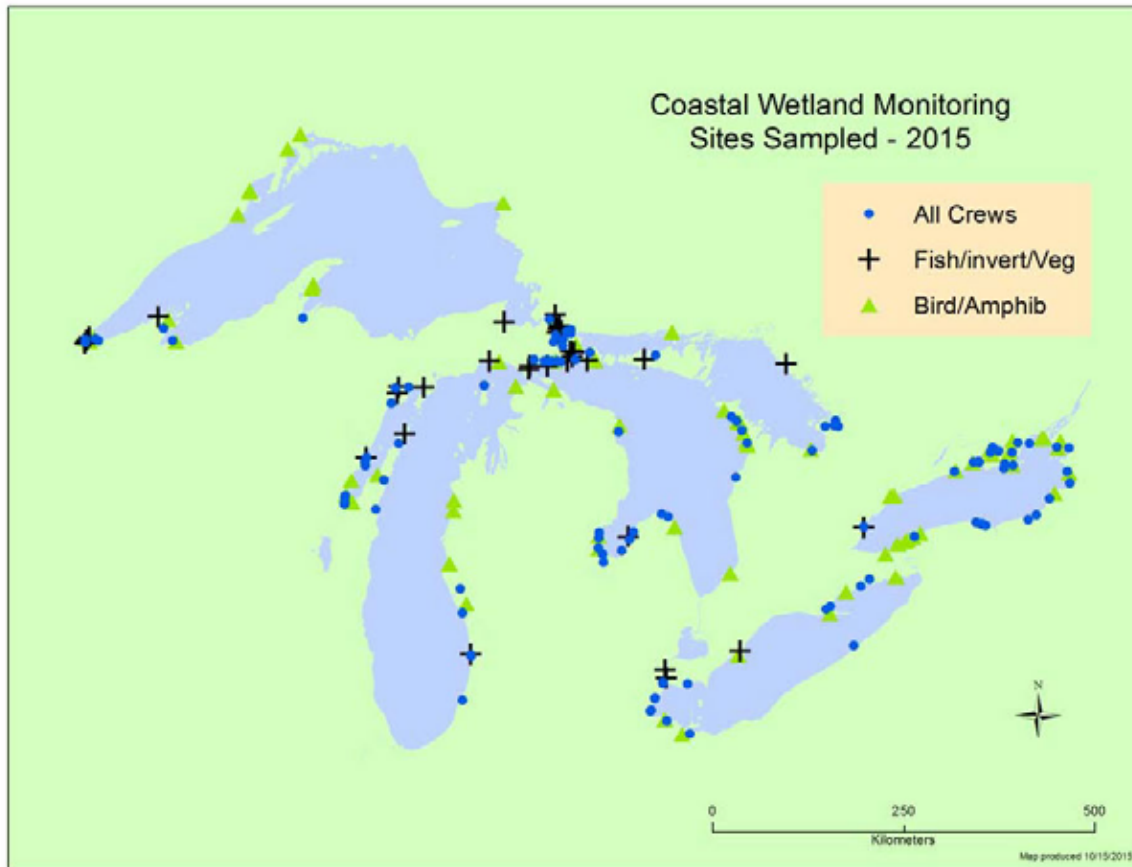 Coastal Wetland Monitoring
Sites Sampled - 2015
All Crews
Fish/invert/Veg
Bird/Amphib
N
0 250 500
Kilometers
Map produced 10/15/2015